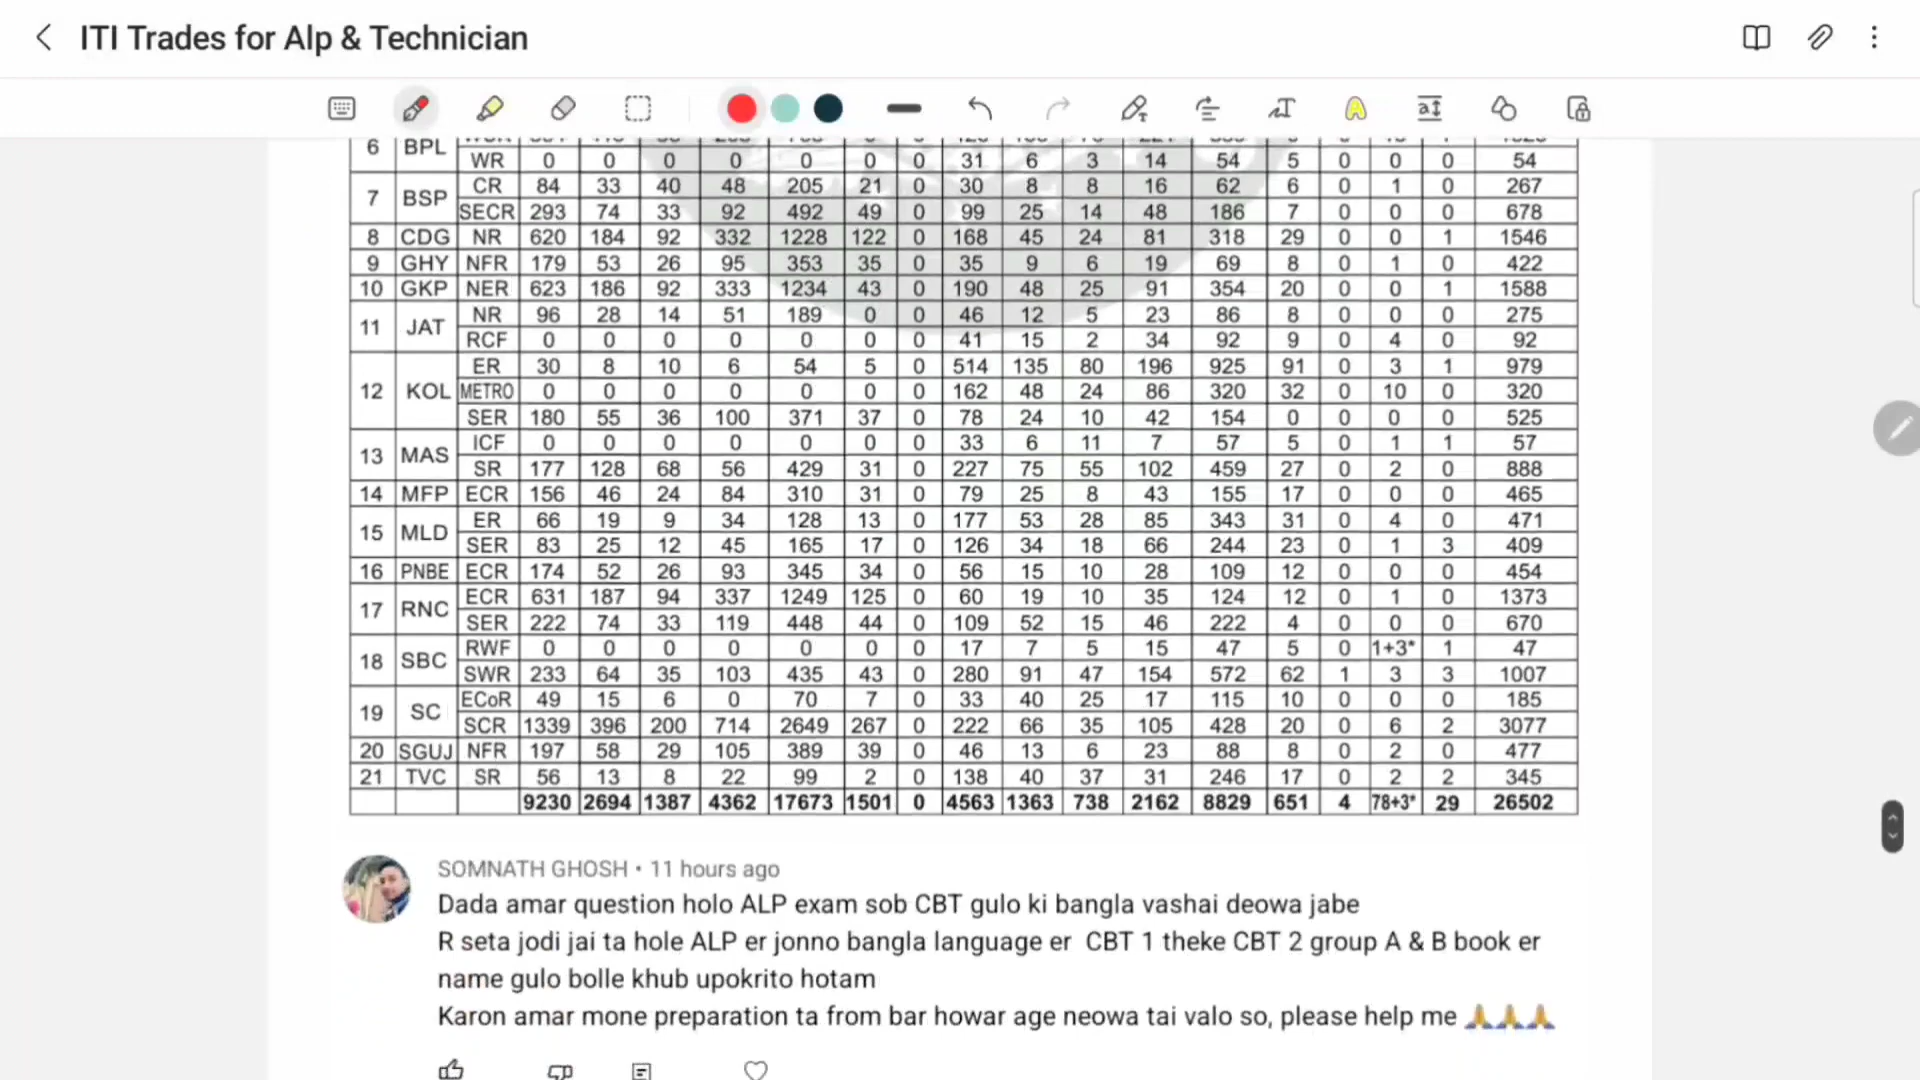 ITI Trades for Alp & Technician
6 BPL
WR 0 0 0 0 0 0 0 31 6 3 14 54 5 0 0 0 54
7 BSP CR 84 33 40 48 205 21 0 30 8 8 16 62 6 0 1 0 267
SECR 293 74 33 92 492 49 0 99 25 14 48 186 7 0 0 0 678
8 CDG NR 620 184 92 332 1228 122 0 168 45 24 81 318 29 0 0 1 1546
9 GHY NFR 179 53 26 95 353 35 0 35 9 6 19 69 8 0 1 0 422
10 GKP NER 623 186 92 333 1234 43 0 190 48 25 91 354 20 0 0 1 1588
11 JAT NR 96 28 14 51 189 0 0 46 12 5 23 86 8 0 0 0 275
RCF 0 0 0 0 0 0 0 41 15 2 34 92 9 0 4 0 92
12 KOL ER 30 8 10 6 54 5 0 514 135 80 196 925 91 0 3 1 979
METRO 0 0 0 0 0 0 0 162 48 24 86 320 32 0 10 0 320
SER 180 55 36 100 371 37 0 78 24 10 42 154 0 0 0 0 525
13 MAS ICF 0 0 0 0 0 0 0 33 6 11 7 57 5 0 1 1 57
SR 177 128 68 56 429 31 0 227 75 55 102 459 27 0 2 0 888
14 MFP ECR 156 46 24 84 310 31 0 79 25 8 43 155 17 0 0 0 465
15 MLD ER 66 19 9 34 128 13 0 177 53 28 85 343 31 0 4 0 471
SER 83 25 12 45 165 17 0 126 34 18 66 244 23 0 1 3 409
16 PNBE ECR 174 52 26 93 345 34 0 56 15 10 28 109 12 0 0 0 454
17 RNC ECR 631 187 94 337 1249 125 0 60 19 10 35 124 12 0 1 0 1373
SER 222 74 33 119 448 44 0 109 52 15 46 222 4 0 0 0 670
18 SBC RWF 0 0 0 0 0 0 0 17 7 5 15 47 5 0 1+3* 1 47
SWR 233 64 35 103 435 43 0 280 91 47 154 572 62 1 3 3 1007
19 SC ECoR 49 15 6 0 70 7 0 33 40 25 17 115 10 0 0 0 185
SCR 1339 396 200 714 2649 267 0 222 66 35 105 428 20 0 6 2 3077
20 SGUJ NFR 197 58 29 105 389 39 0 46 13 6 23 88 8 0 2 0 477
21 TVC SR 56 13 8 22 99 2 0 138 40 37 31 246 17 0 2 2 345
9230 2694 1387 4362 17673 1501 0 4563 1363 738 2162 8829 651 4 78+3* 29 26502
SOMNATH GHOSH • 11 hours ago
Dada amar question holo ALP exam sob CBT gulo ki bangla vashai deowa jabe
R seta jodi jai ta hole ALP er jonno bangla language er CBT 1 theke CBT 2 group A & B book er
name gulo bolle khub upokrito hotam
Karon amar mone preparation ta from bar howar age neowa tai valo so, please help me 🙏🙏🙏